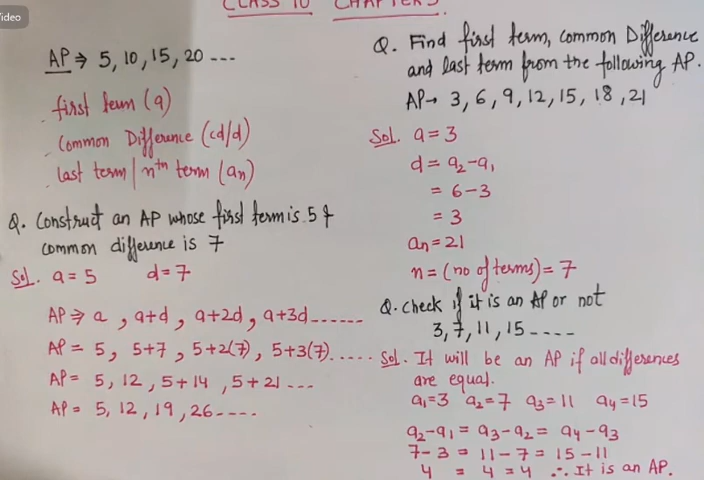 ideo
CLASS 10 CHAPTER 5.
AP ⇒ 5, 10, 15, 20 ---
. first term (a)
. Common Difference (cd/d)
. Last term / nth term (an)
Q. Construct an AP whose first term is 5 &
common difference is 7
Sol. a = 5 d = 7
AP ⇒ a , a+d , a+2d , a+3d ------
AP = 5, 5+7 , 5+2(7) , 5+3(7) .....
AP = 5, 12 , 5+14 , 5+21 ---
AP = 5, 12 , 19 , 26 ----.
Q. Find first term, common Difference
and last term from the following AP.
AP→ 3, 6, 9, 12, 15, 18, 21
Sol. a = 3
d = a2 - a1
= 6 - 3
= 3
an = 21
n = (no of terms) = 7
Q. Check if it is an AP or not
3, 7, 11, 15 ----
Sol. It will be an AP if all differences
are equal.
a1=3 a2=7 a3=11 a4=15
a2-a1 = a3-a2 = a4-a3
7-3 = 11-7 = 15-11
4 = 4 = 4 ∴ It is an AP.